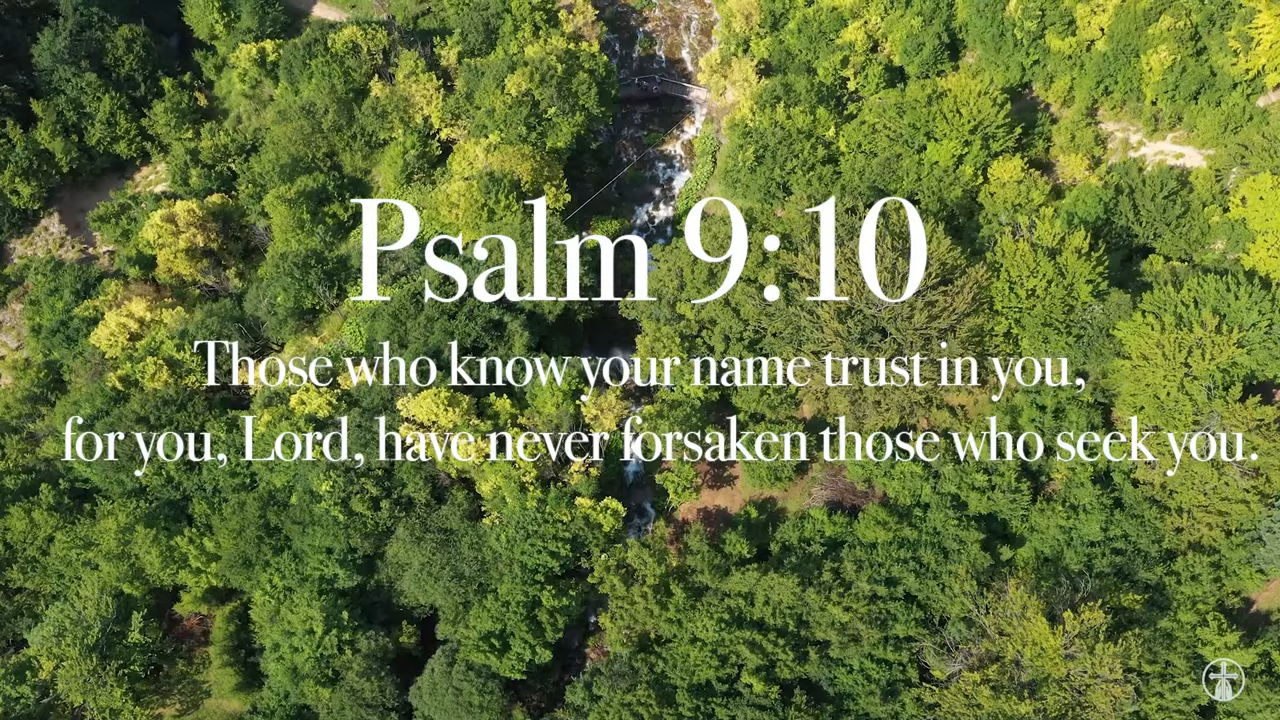 Psalm 9:10
Those who know your name trust in you,
for you, Lord, have never forsaken those who seek you.